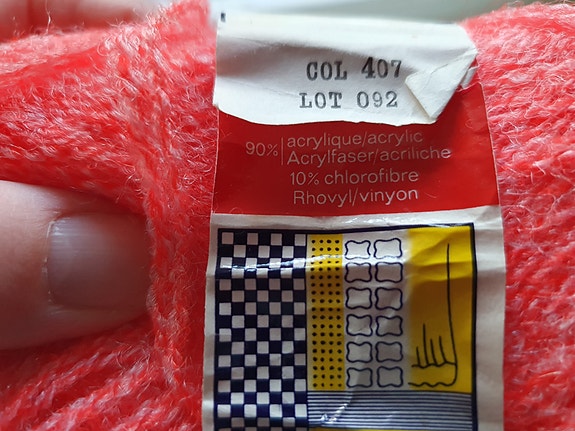 COL 407
LOT 092
90% acrylique/acrylic
Acrylfaser/acriliche
10% chlorofibre
Rhovyl/vinyon